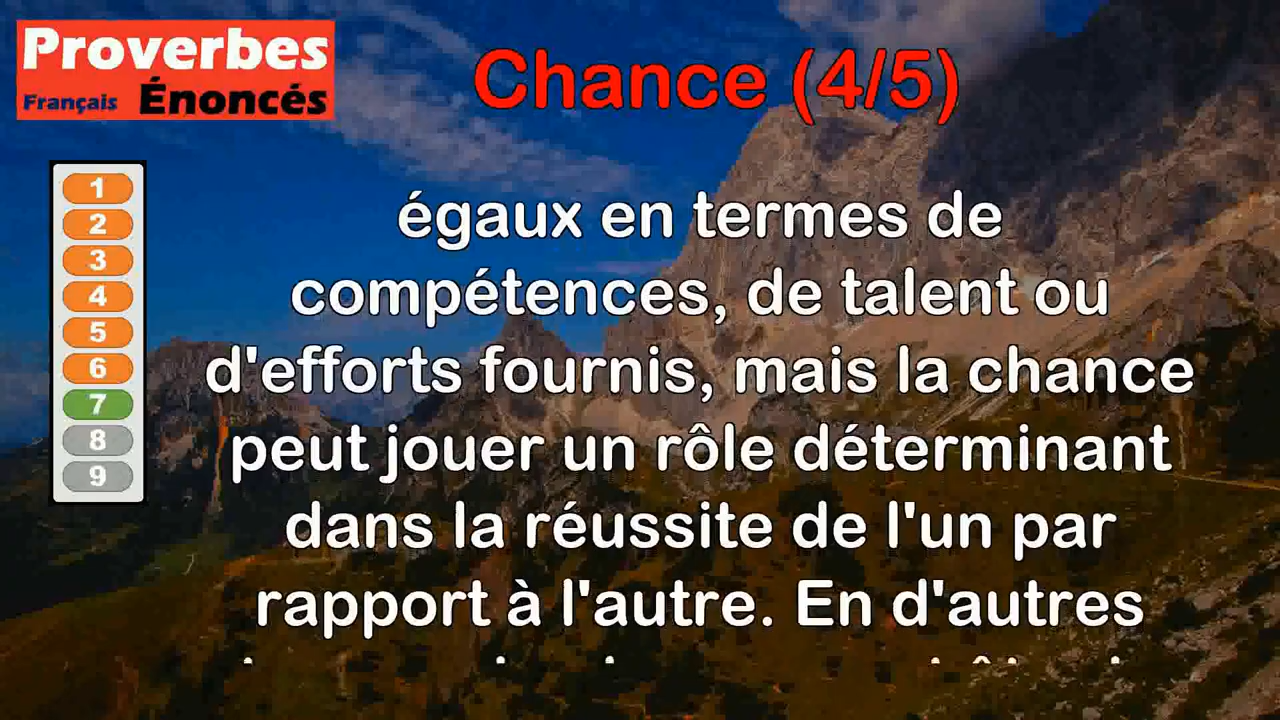 Proverbes
Français Énoncés
Chance (4/5)
1
2
3
4
5
6
7
8
9
égaux en termes de
compétences, de talent ou
d'efforts fournis, mais la chance
peut jouer un rôle déterminant
dans la réussite de l'un par
rapport à l'autre. En d'autres